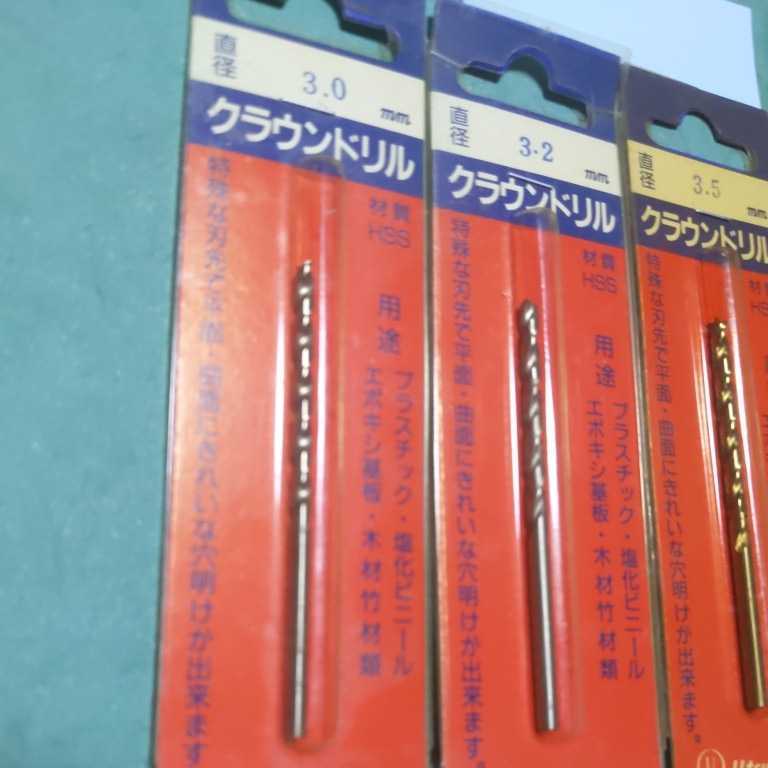 直径 3.0 mm
クラウンドリル
材質
HSS
用途
プラスチック・塩化ビニール
エポキシ基板・木材竹材類
特殊な刃先で平面・曲面にきれいな穴明けが出来ます
直径 3.2 mm
クラウンドリル
材質
HSS
用途
プラスチック・塩化ビニール
エポキシ基板・木材竹材類
特殊な刃先で平面・曲面にきれいな穴明けが出来ます。
直径 3.5 mm
クラウンドリル
材質
HS
特殊な刃先で平面・曲面にきれいな穴明けが出来ます。